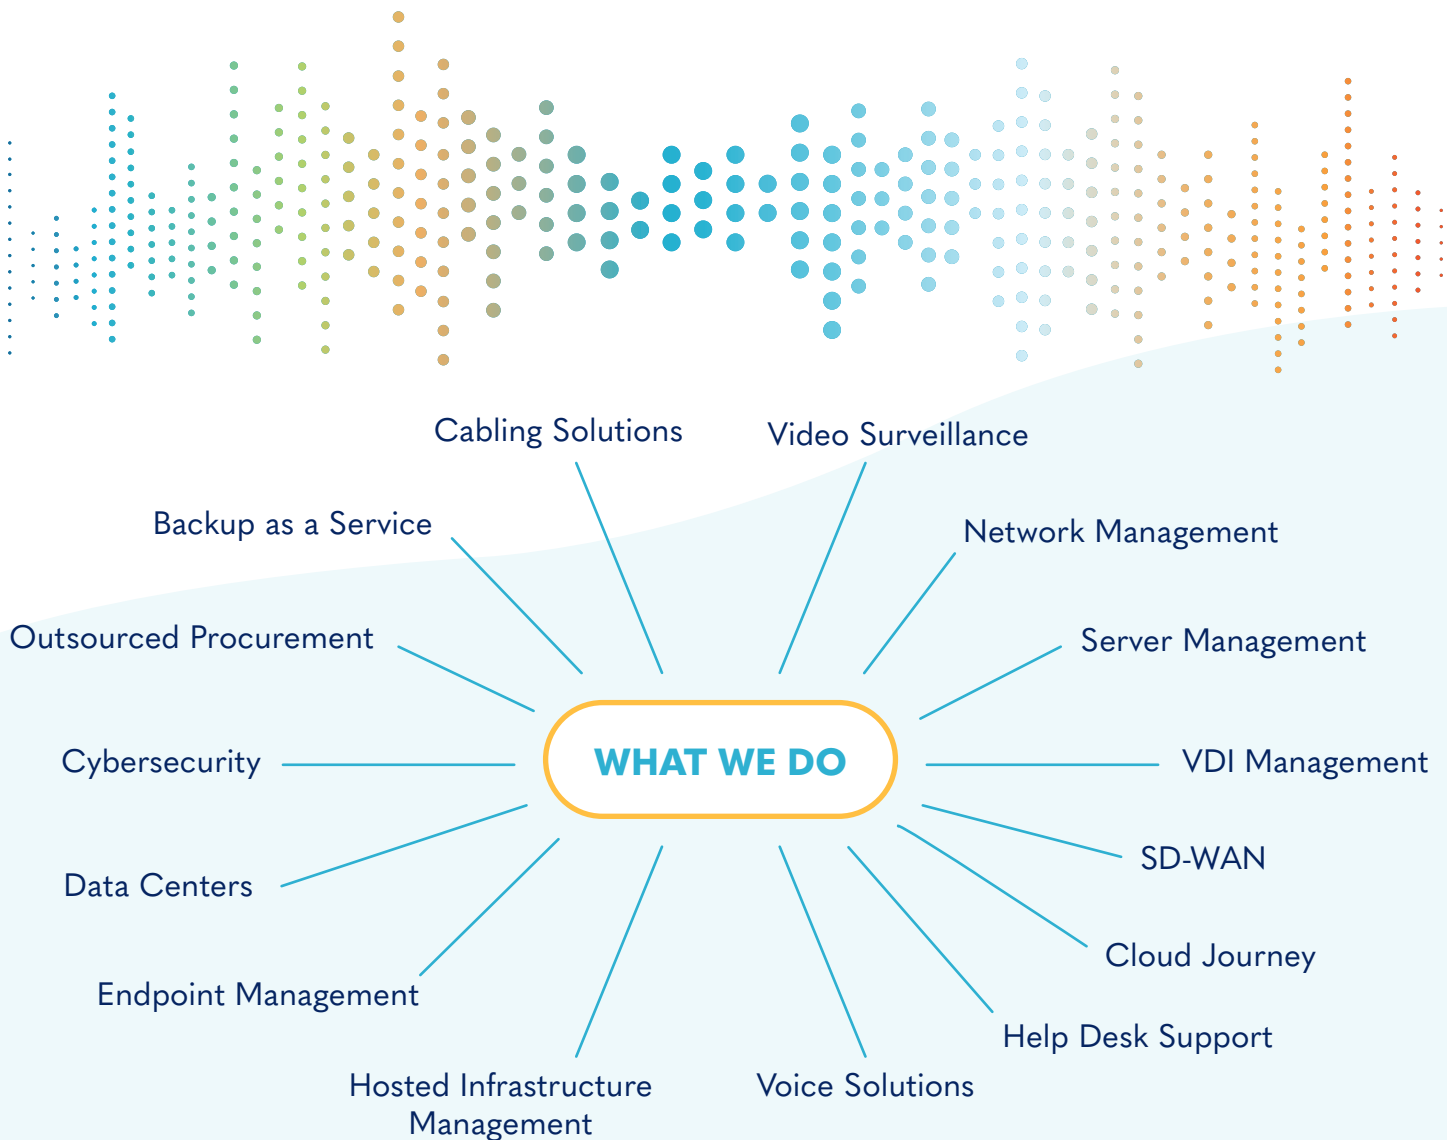 Cabling Solutions
Video Surveillance
Backup as a Service
Network Management
Outsourced Procurement
Server Management
WHAT WE DO
Cybersecurity
VDI Management
SD-WAN
Data Centers
Cloud Journey
Endpoint Management
Help Desk Support
Hosted Infrastructure
Management
Voice Solutions